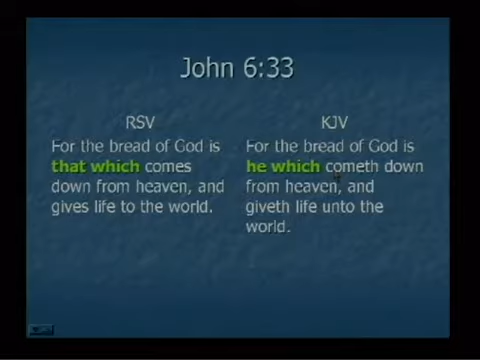 John 6:33
RSV
For the bread of God is
that which comes
down from heaven, and
gives life to the world.
KJV
For the bread of God is
he which cometh down
from heaven, and
giveth life unto the
world.